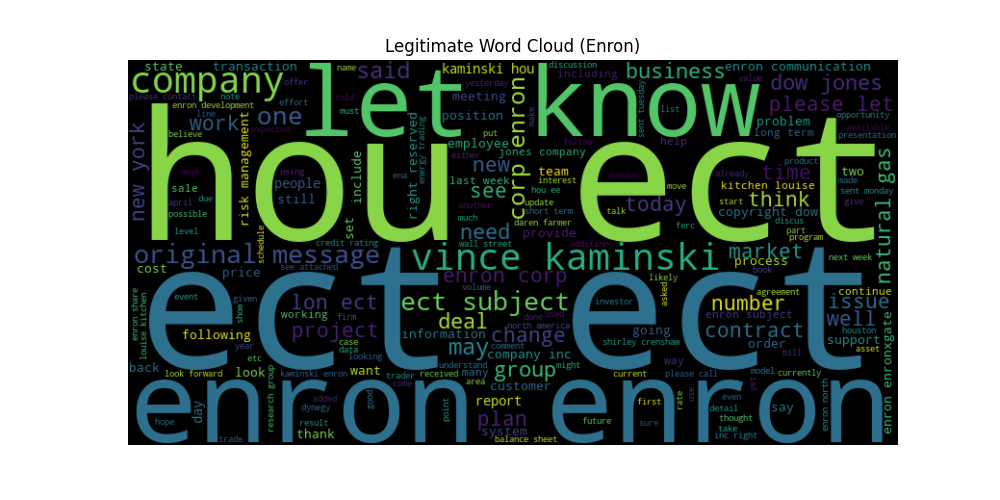 Legitimate Word Cloud (Enron)
state transaction name said kaminski hou discussion including business enron communication
company offer let know yesterday value dow jones
please contact note told meeting sent tuesday list please let
enron development effort must position problem opportunity
line work one right reserved energy trading employee put make follow help long term presentation
believe expected jones company corp enron available
hou ect
new york risk management week using include ena either new team already product time two natural gas
sale due people last week see interest london move kitchen louise made sent monday
april still set another update start think give
possible much short term talk today copyright dow discus
level schedule need daren farmer provide ferc part program
credit rating wall street addition market
original message vince kaminski process next week
cost price see attached enron corp likely book continue
ect ect
event given lon ect ect subject volume done used investor asked number agreement issue
enron share louise kitchen show working firm deal north america enron subject well houston
following project information change comment going shirley crenshaw contract support enron enronxgate
year case data may company inc order bill asset
back etc looking understand might way
look forward look kaminski enron want trader received many group customer current please call model currently
research group come area first rate use yet even enron north
enron enron
added dynegy good report detail
hope day result point plan future thought say
thank system sure take
trade balance sheet inc right